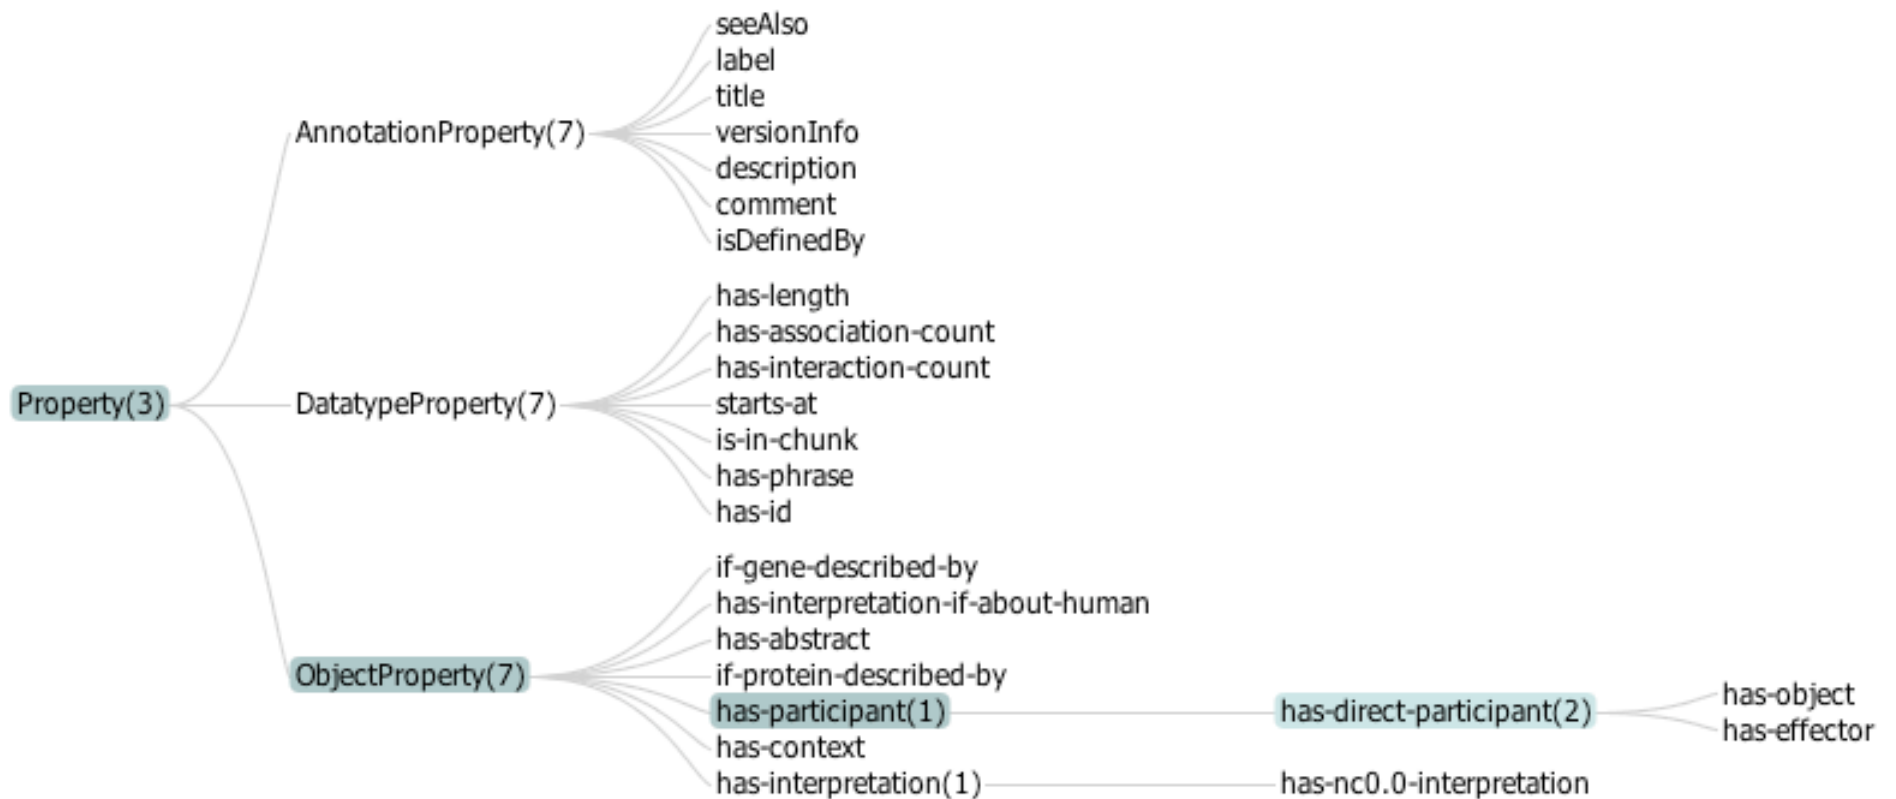 seeAlso
label
title
AnnotationProperty(7)
versionInfo
description
comment
isDefinedBy
has-length
has-association-count
has-interaction-count
Property(3)
DatatypeProperty(7)
starts-at
is-in-chunk
has-phrase
has-id
if-gene-described-by
has-interpretation-if-about-human
has-abstract
ObjectProperty(7)
if-protein-described-by
has-participant(1)
has-direct-participant(2)
has-object
has-effector
has-context
has-interpretation(1)
has-nc0.0-interpretation